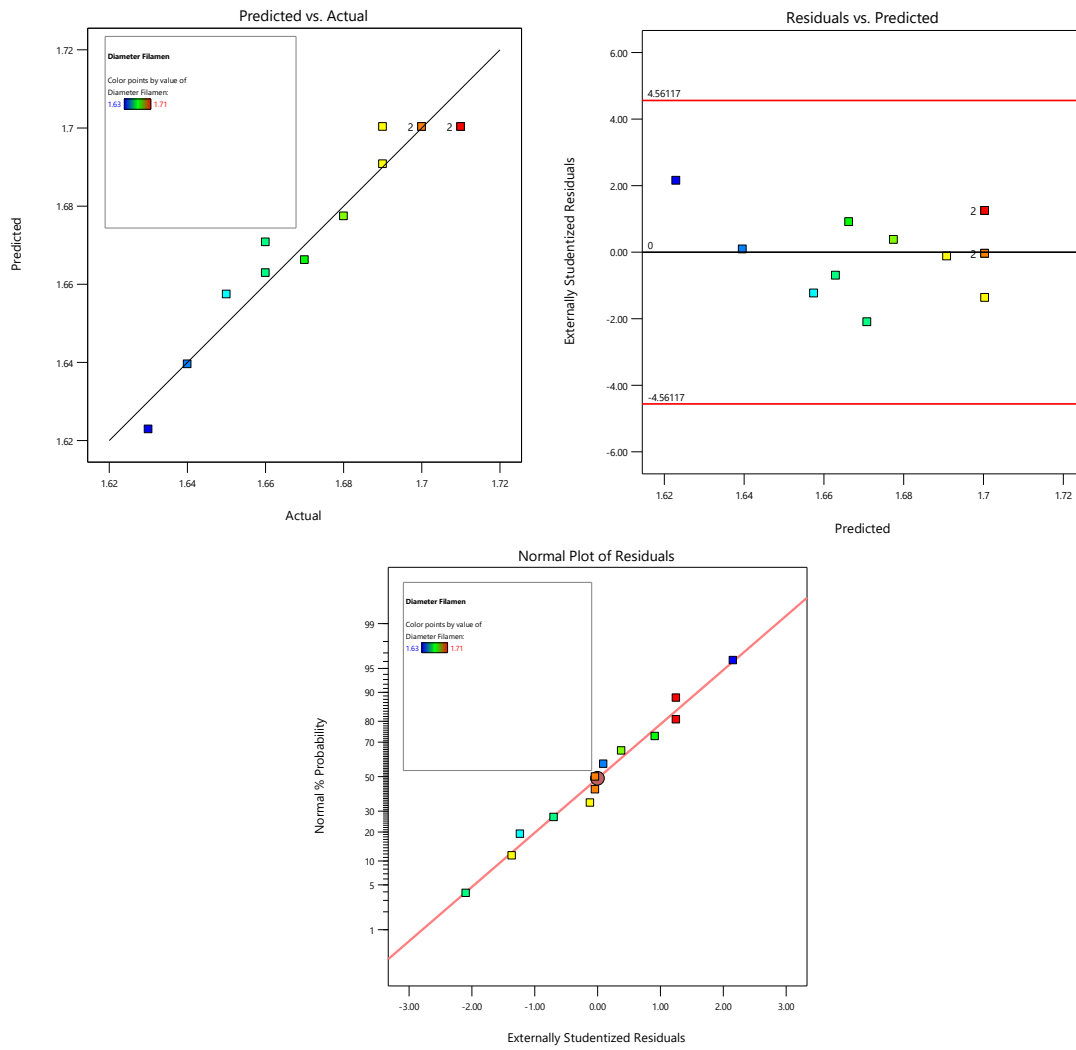 Predicted vs. Actual
Diameter Filamen
Color points by value of
Diameter Filamen:
1.63 1.71
1.72
1.7
1.68
1.66
1.64
1.62
2 2
1.62 1.64 1.66 1.68 1.7 1.72
Predicted
Actual
Residuals vs. Predicted
6.00
4.00
2.00
0.00
-2.00
-4.00
-6.00
4.56117
0
-4.56117
2
2
1.62 1.64 1.66 1.68 1.7 1.72
Externally Studentized Residuals
Predicted
Normal Plot of Residuals
Diameter Filamen
Color points by value of
Diameter Filamen:
1.63 1.71
99
95
90
80
70
50
30
20
10
5
1
-3.00 -2.00 -1.00 0.00 1.00 2.00 3.00
Normal % Probability
Externally Studentized Residuals